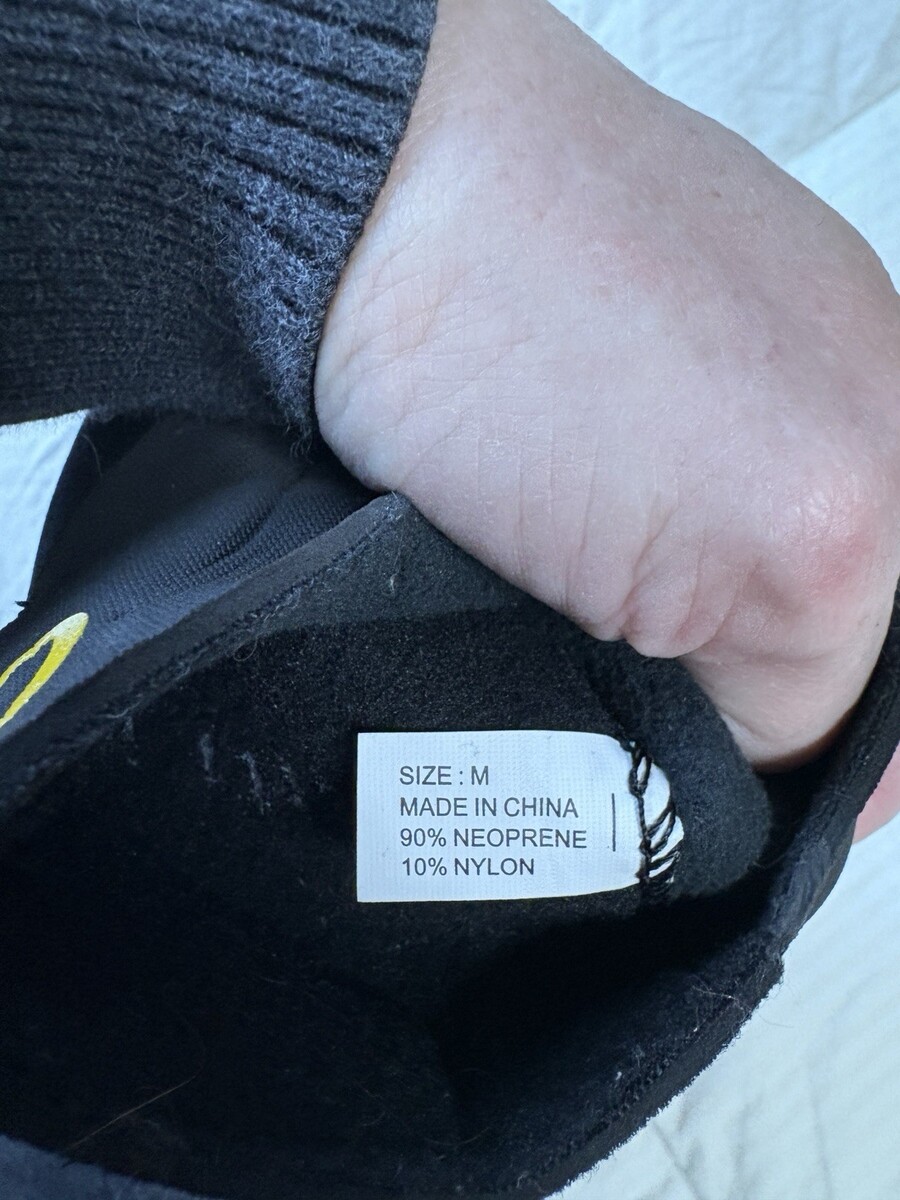 SIZE : M
MADE IN CHINA
90% NEOPRENE
10% NYLON